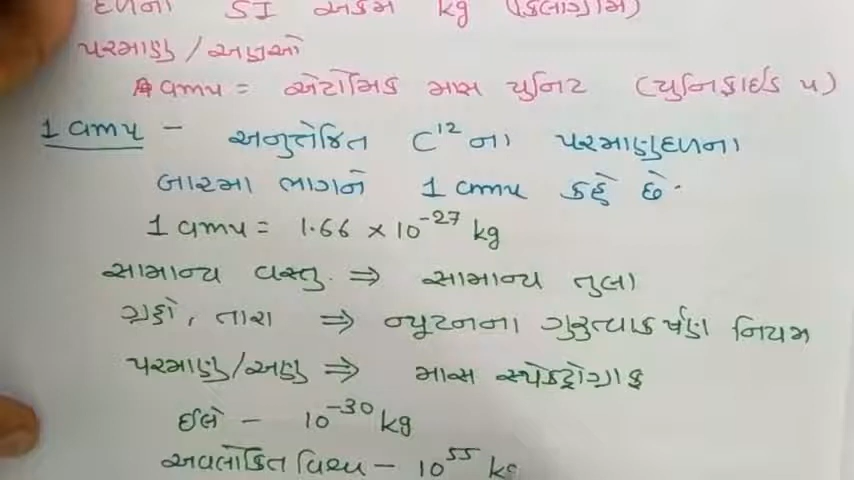 દળનો SI એકમ kg (કિલોગ્રામ)
પરમાણુ / અણુઓ
amu = એટોમિક માસ યુનિટ (યુનિફાઈડ u)
1 amu - અનુત્તેજિત C¹² ના પરમાણુદળના
બારમા ભાગને 1 amu કહે છે.
1 amu = 1.66 × 10⁻²⁷ kg
સામાન્ય વસ્તુ. ⇒ સામાન્ય તુલા
ગ્રહો, તારા ⇒ ન્યૂટનના ગુરુત્વાકર્ષણ નિયમ
પરમાણુ/અણુ ⇒ માસ સ્પેક્ટ્રોગ્રાફ
ઈલે - 10⁻³⁰ kg
અવલોકિત વિશ્વ - 10⁵⁵ kg